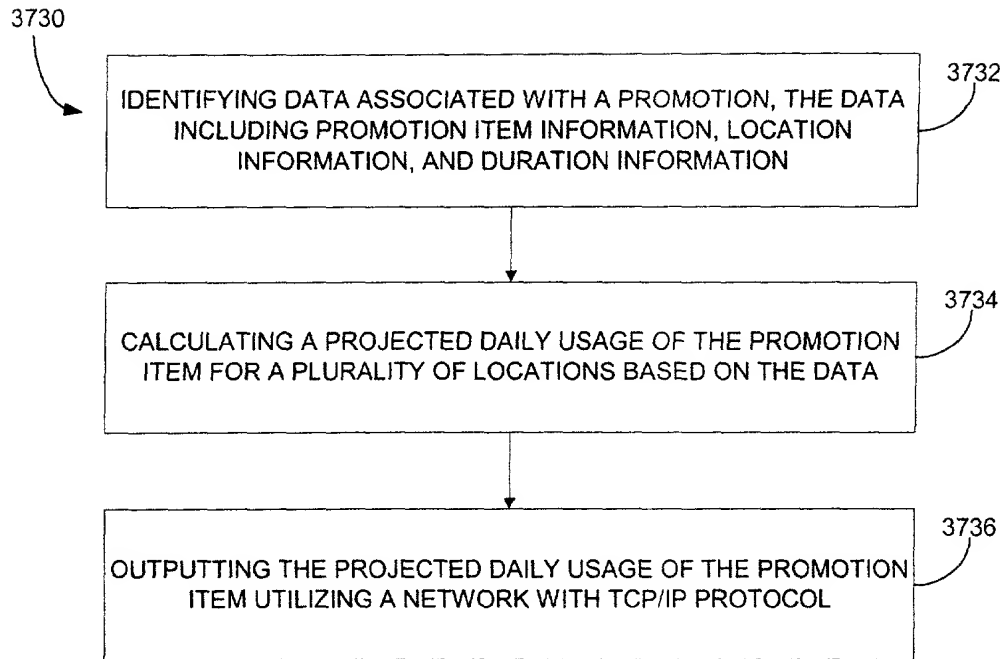 3730
3732
IDENTIFYING DATA ASSOCIATED WITH A PROMOTION, THE DATA
INCLUDING PROMOTION ITEM INFORMATION, LOCATION
INFORMATION, AND DURATION INFORMATION
3734
CALCULATING A PROJECTED DAILY USAGE OF THE PROMOTION
ITEM FOR A PLURALITY OF LOCATIONS BASED ON THE DATA
3736
OUTPUTTING THE PROJECTED DAILY USAGE OF THE PROMOTION
ITEM UTILIZING A NETWORK WITH TCP/IP PROTOCOL